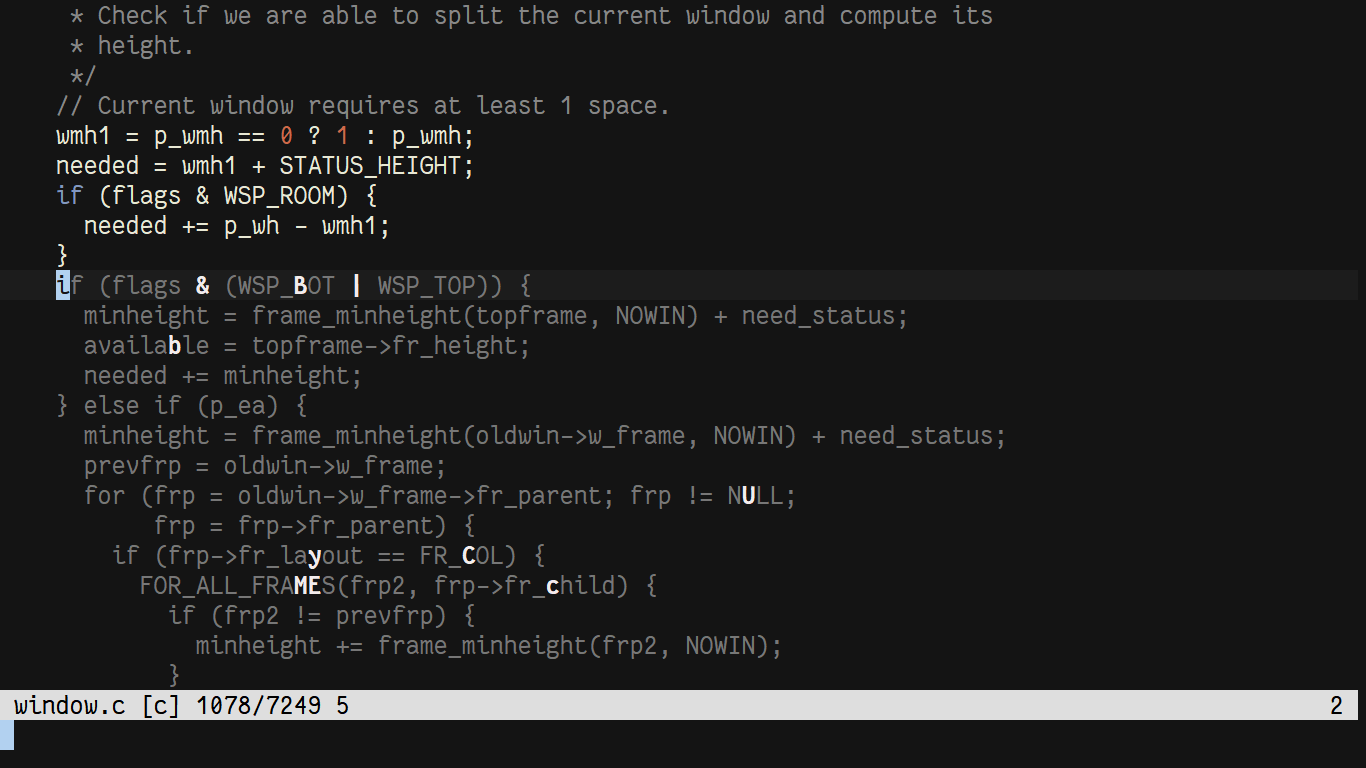 * Check if we are able to split the current window and compute its
* height.
*/
// Current window requires at least 1 space.
wmh1 = p_wmh == 0 ? 1 : p_wmh;
needed = wmh1 + STATUS_HEIGHT;
if (flags & WSP_ROOM) {
needed += p_wh - wmh1;
}
if (flags & (WSP_BOT | WSP_TOP)) {
minheight = frame_minheight(topframe, NOWIN) + need_status;
available = topframe->fr_height;
needed += minheight;
} else if (p_ea) {
minheight = frame_minheight(oldwin->w_frame, NOWIN) + need_status;
prevfrp = oldwin->w_frame;
for (frp = oldwin->w_frame->fr_parent; frp != NULL;
frp = frp->fr_parent) {
if (frp->fr_layout == FR_COL) {
FOR_ALL_FRAMES(frp2, frp->fr_child) {
if (frp2 != prevfrp) {
minheight += frame_minheight(frp2, NOWIN);
}
window.c [c] 1078/7249 5 2